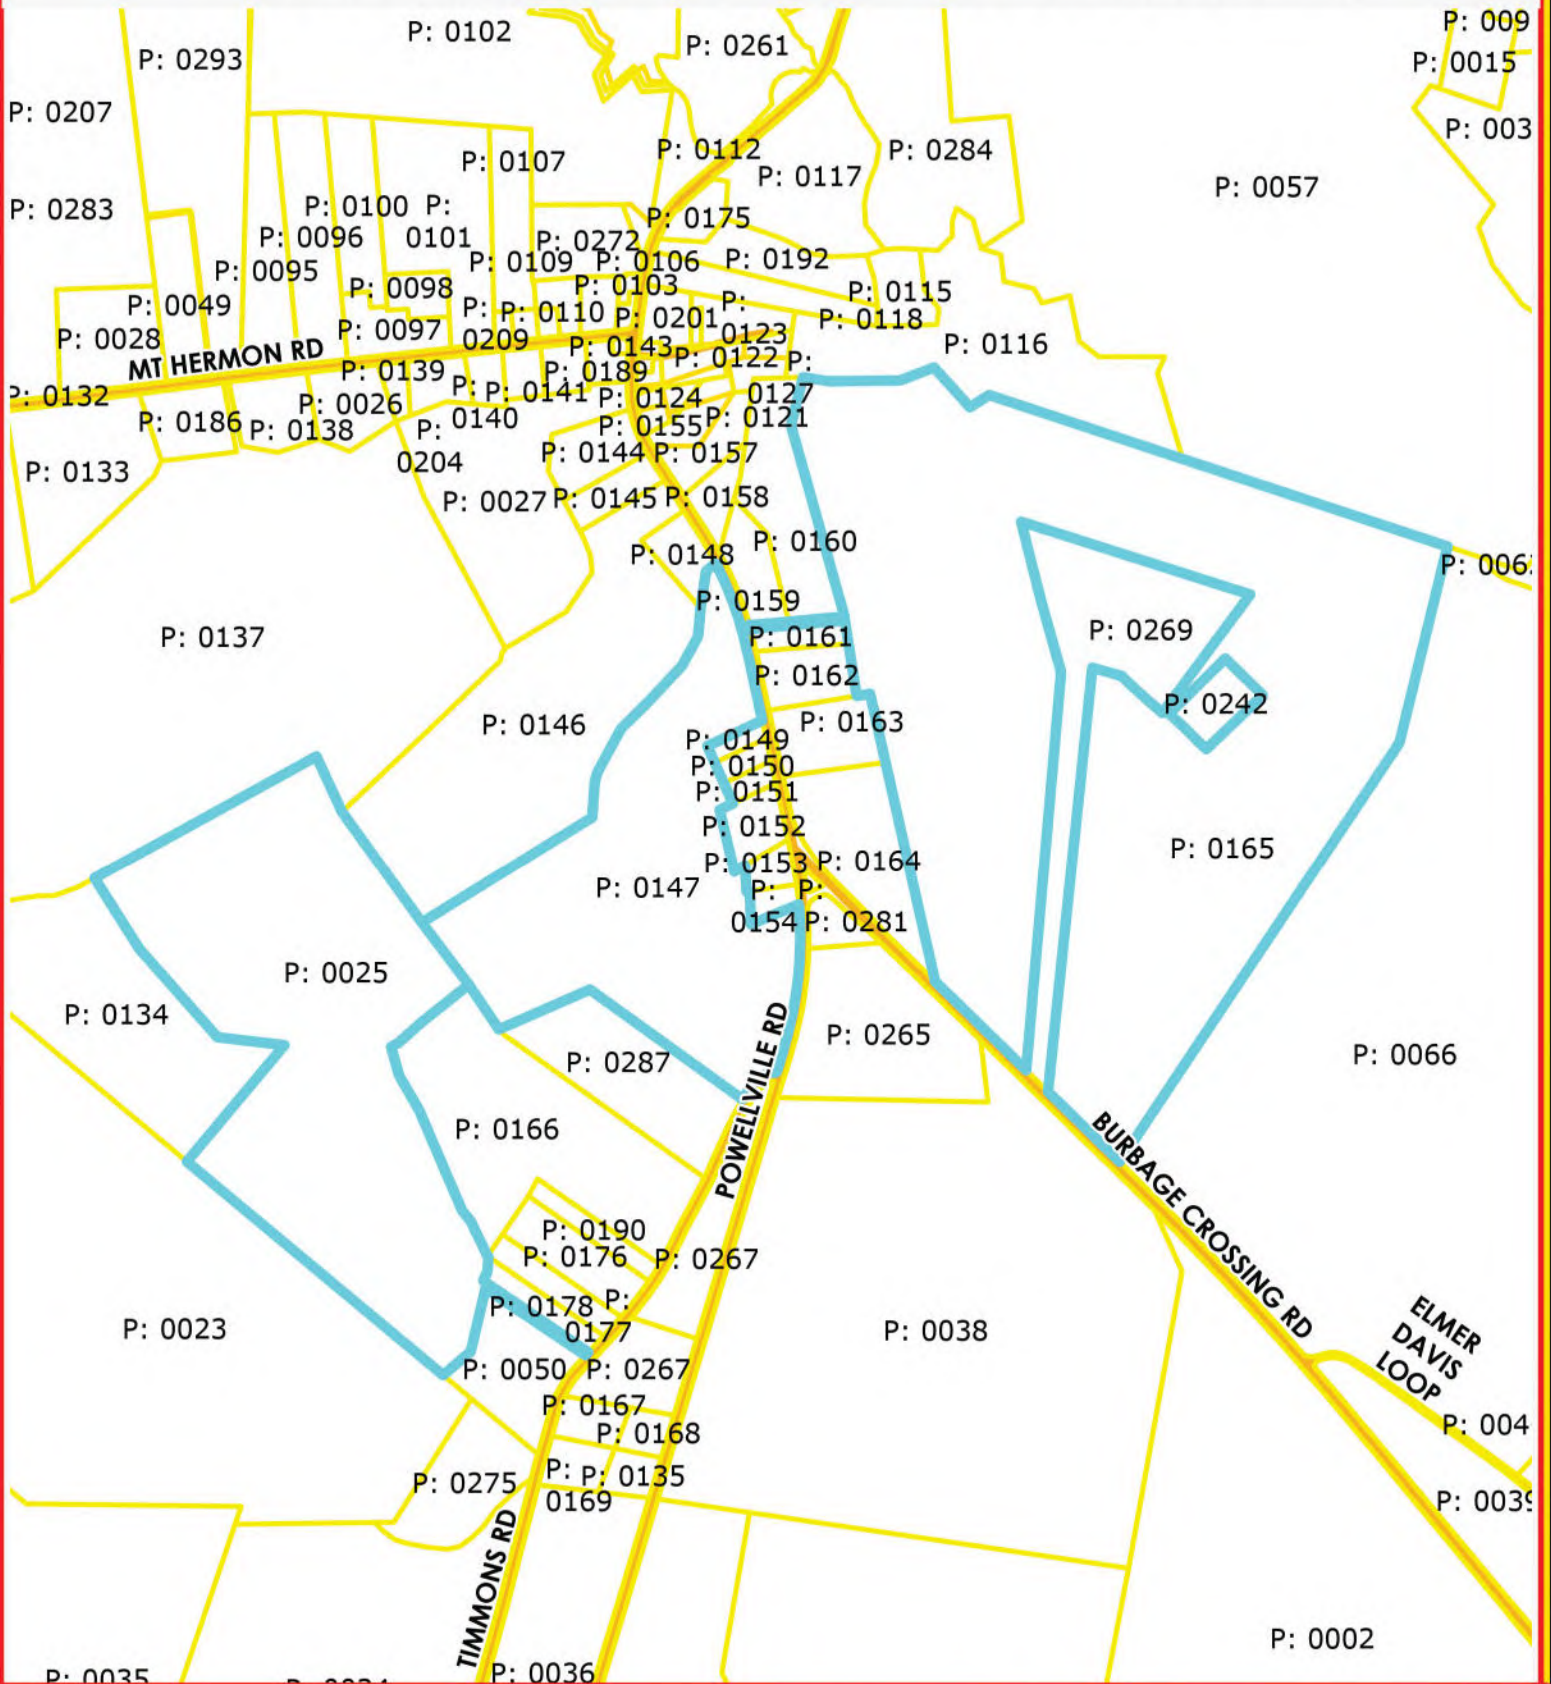 P: 0102
P: 009
P: 0261
P: 0293
P: 0015
P: 0207
P: 003
P: 0112
P: 0284
P: 0107
P: 0117
P: 0057
P: 0283
P: 0100
P:
0101
P: 0175
P: 0096
P: 0272
P: 0192
P: 0109
P: 0106
P: 0095
P: 0103
P: 0098
P: 0115
P: 0049
P:
0209
P: 0110
P: 0201
P:
0123
P: 0118
P: 0028
MT HERMON RD
P: 0097
P: 0143
P: 0122
P:
0127
P: 0116
P: 0139
P: 0189
P: 0132
P: 0026
P:
0140
P: 0141
P: 0124
P: 0186
P: 0138
P:
0204
P: 0155
P: 0121
P: 0133
P: 0144
P: 0157
P: 0027
P: 0145
P: 0158
P: 0160
P: 0148
P: 006
P: 0159
P: 0137
P: 0161
P: 0269
P: 0162
P: 0242
P: 0146
P: 0163
P: 0149
P: 0150
P: 0151
P: 0152
P: 0165
P: 0153
P: 0164
P: 0147
P:
0154
P:
P: 0281
P: 0025
P: 0134
P: 0265
P: 0066
P: 0287
POWELLVILLE RD
P: 0166
BURBAGE CROSSING RD
P: 0190
P: 0176
P: 0267
P: 0178
P:
0177
P: 0023
P: 0038
ELMER
DAVIS
LOOP
P: 0050
P: 0267
P: 0167
P: 0168
P: 004
P: 0275
P:
0169
P: 0135
P: 0039
TIMMONS RD
P: 0002
P: 0036
P: 0035